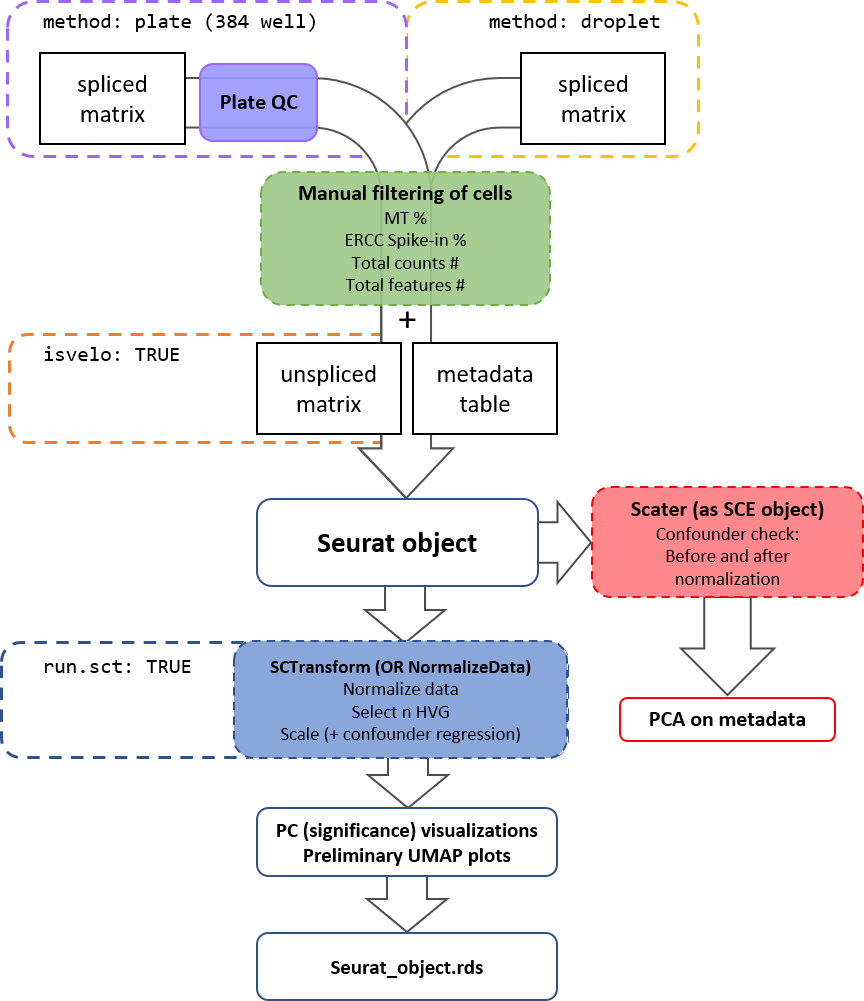 method: plate (384 well)
method: droplet
spliced
matrix
Plate QC
spliced
matrix
Manual filtering of cells
MT %
ERCC Spike-in %
Total counts #
Total features #
+
isvelo: TRUE
unspliced
matrix
metadata
table
Seurat object
Scater (as SCE object)
Confounder check:
Before and after
normalization
run.sct: TRUE
SCTransform (OR NormalizeData)
Normalize data
Select n HVG
Scale (+ confounder regression)
PCA on metadata
PC (significance) visualizations
Preliminary UMAP plots
Seurat_object.rds